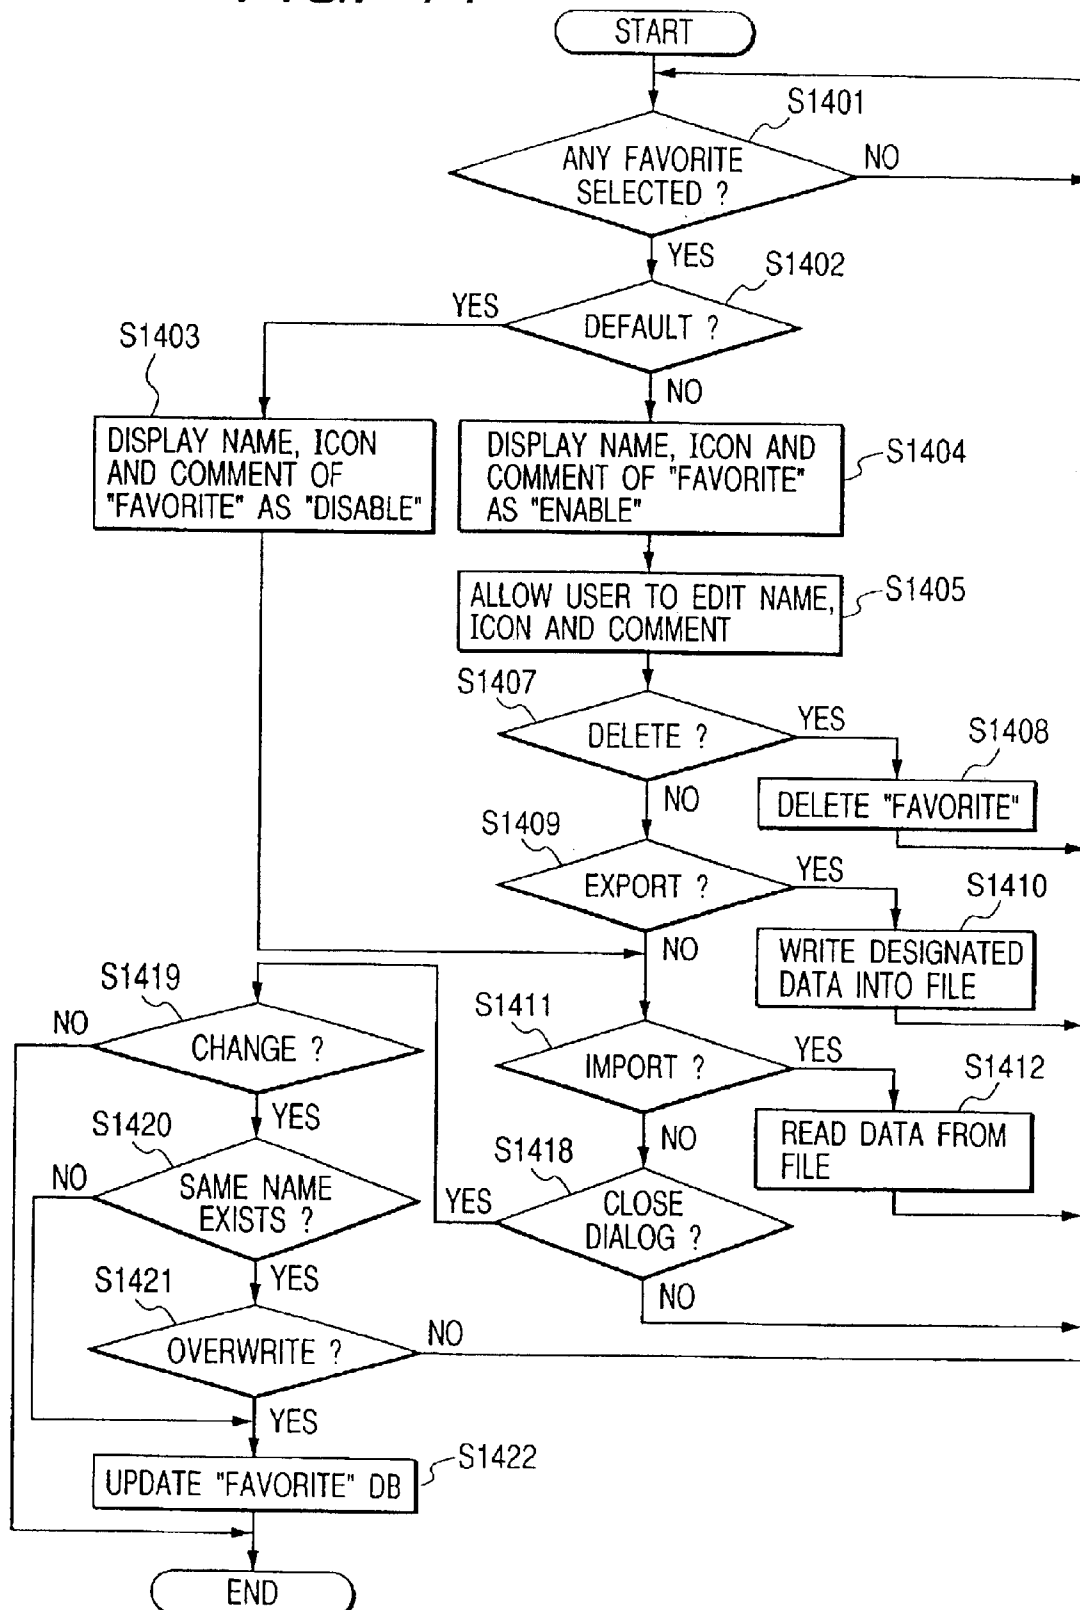 START
S1401
ANY FAVORITE
SELECTED ?
NO
YES
S1402
YES
DEFAULT ?
S1403
NO
DISPLAY NAME, ICON
AND COMMENT OF
"FAVORITE" AS "DISABLE"
DISPLAY NAME, ICON AND
COMMENT OF "FAVORITE"
AS "ENABLE"
S1404
ALLOW USER TO EDIT NAME,
ICON AND COMMENT
S1405
S1407
DELETE ?
YES
S1408
NO
DELETE "FAVORITE"
S1409
EXPORT ?
YES
S1410
NO
WRITE DESIGNATED
DATA INTO FILE
S1419
NO
CHANGE ?
S1411
IMPORT ?
YES
S1412
YES
NO
READ DATA FROM
FILE
S1420
NO
SAME NAME
EXISTS ?
S1418
YES
CLOSE
DIALOG ?
YES
NO
S1421
OVERWRITE ?
NO
YES
S1422
UPDATE "FAVORITE" DB
END